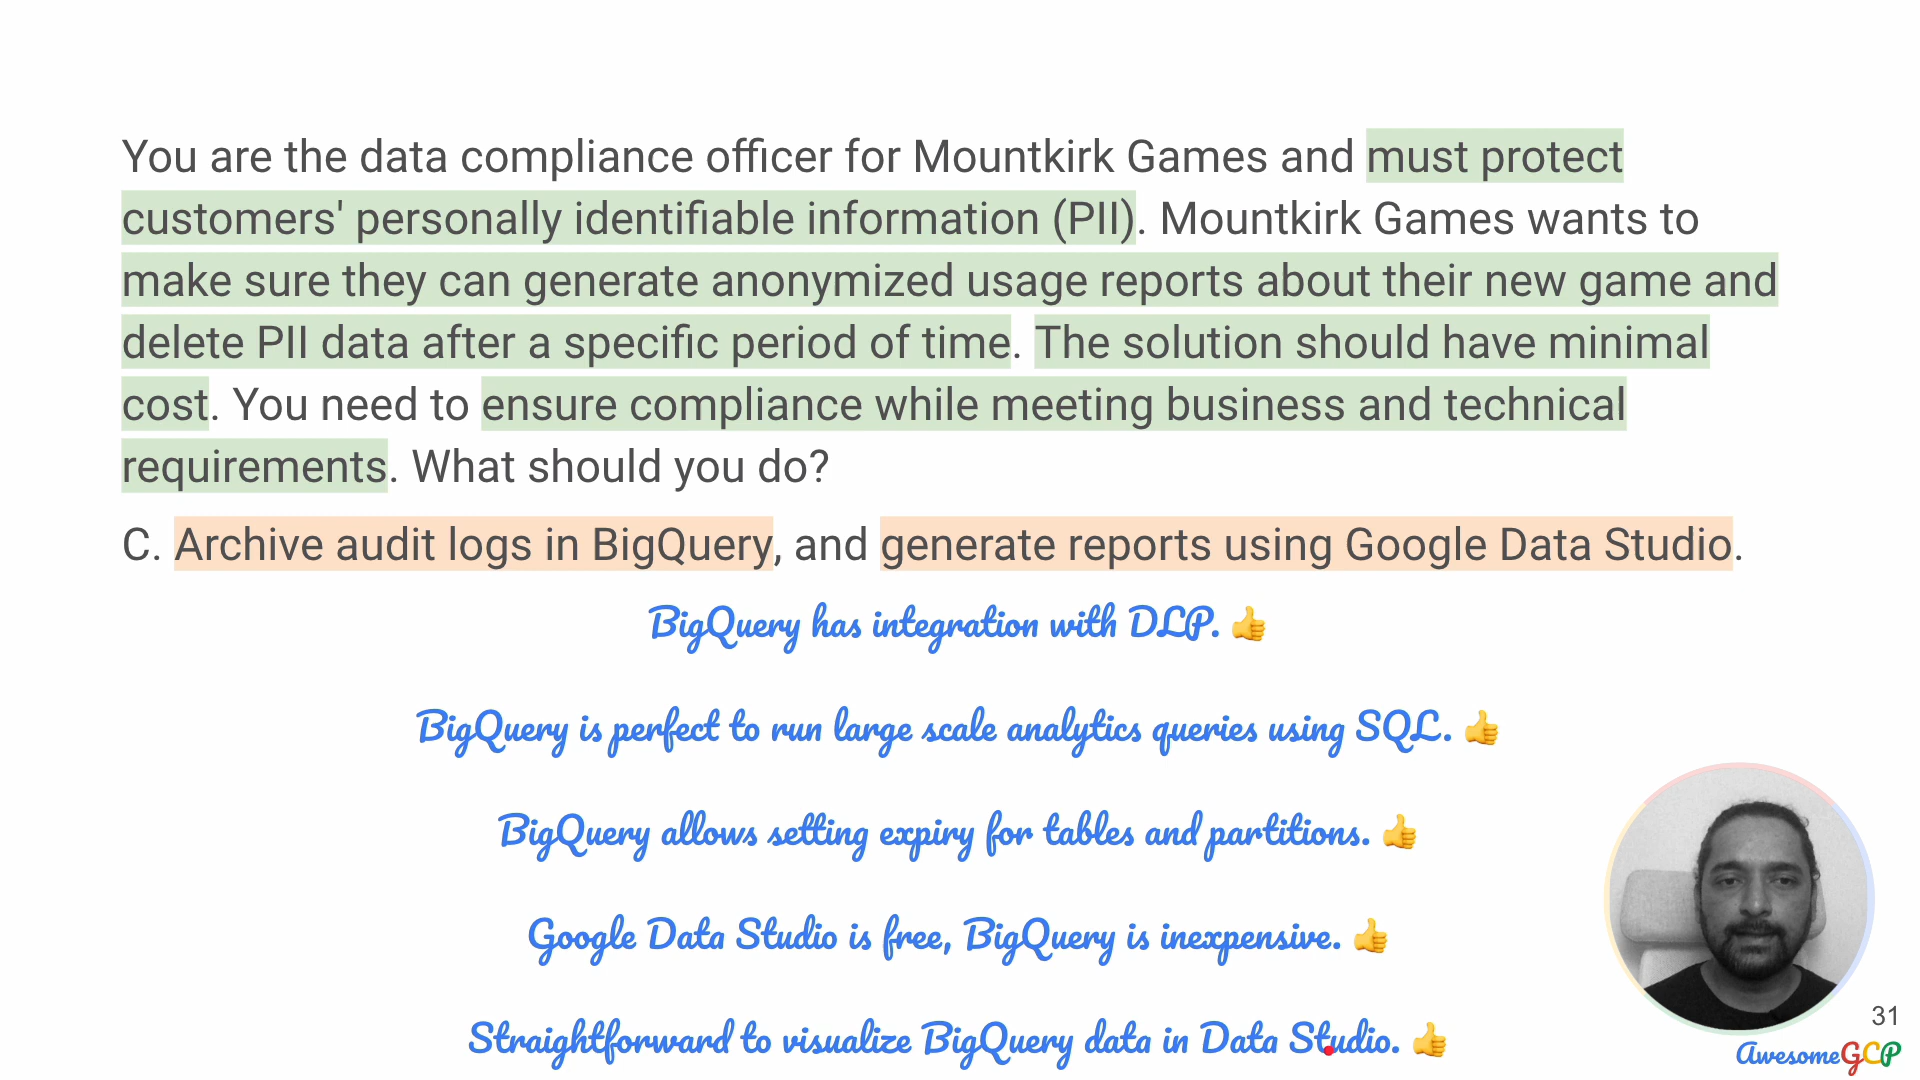 You are the data compliance officer for Mountkirk Games and must protect
customers' personally identifiable information (PII). Mountkirk Games wants to
make sure they can generate anonymized usage reports about their new game and
delete PII data after a specific period of time. The solution should have minimal
cost. You need to ensure compliance while meeting business and technical
requirements. What should you do?
C. Archive audit logs in BigQuery, and generate reports using Google Data Studio.
BigQuery has integration with DLP. 👍
BigQuery is perfect to run large scale analytics queries using SQL. 👍
BigQuery allows setting expiry for tables and partitions. 👍
Google Data Studio is free, BigQuery is inexpensive. 👍
Straightforward to visualize BigQuery data in Data Studio. 👍
31
AwesomeGCP